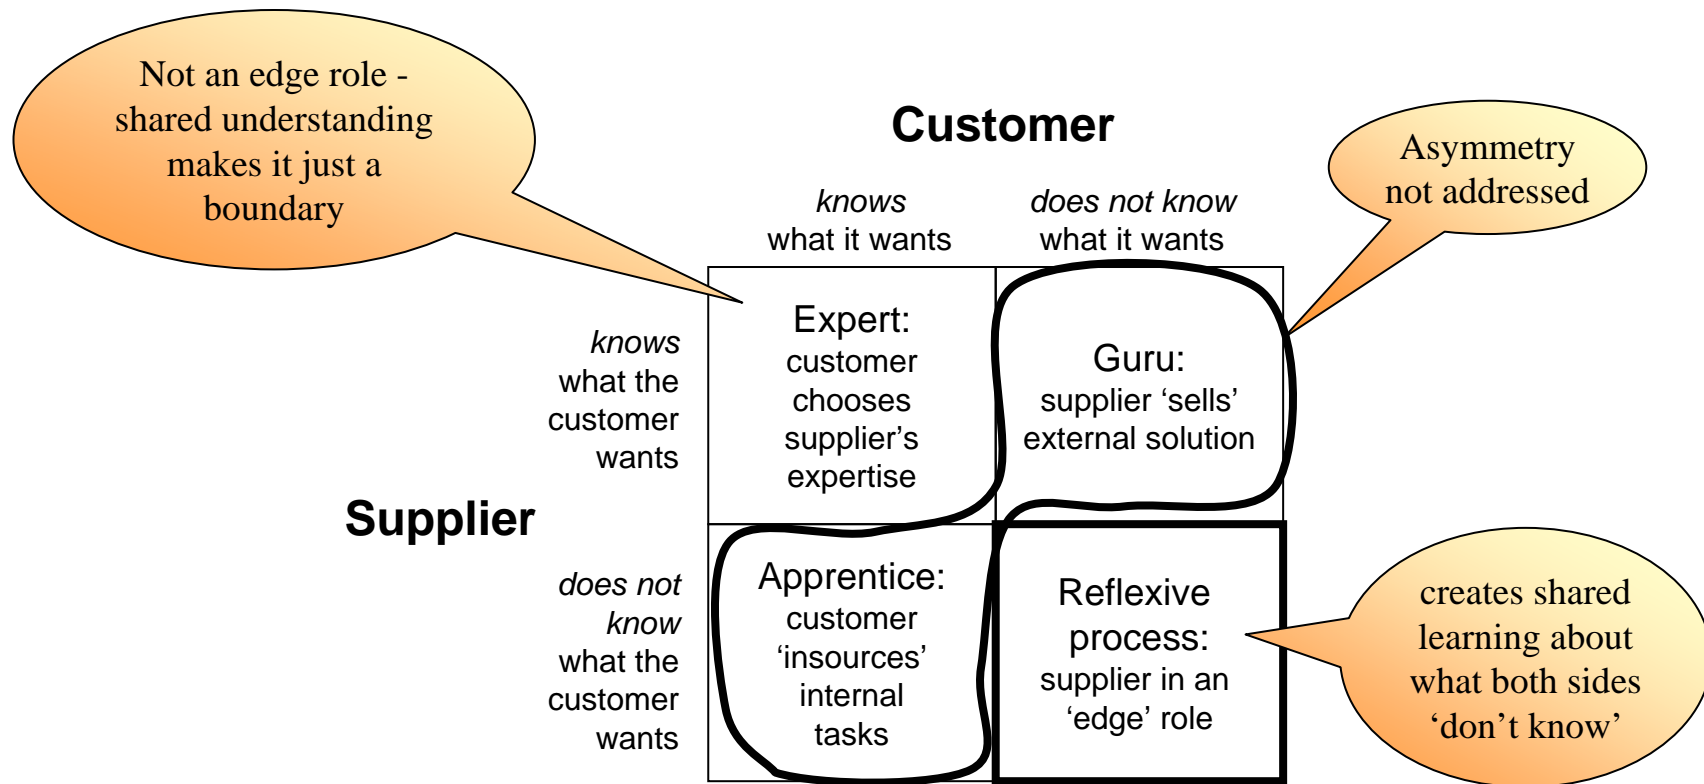 Not an edge role -
shared understanding
makes it just a
boundary
Customer
Asymmetry
not addressed
knows
what it wants
does not know
what it wants
knows
what the
customer
wants
Expert:
customer
chooses
supplier’s
expertise
Guru:
supplier ‘sells’
external solution
Supplier
does not
know
what the
customer
wants
Apprentice:
customer
‘insources’
internal
tasks
Reflexive
process:
supplier in an
‘edge’ role
creates shared
learning about
what both sides
‘don’t know’